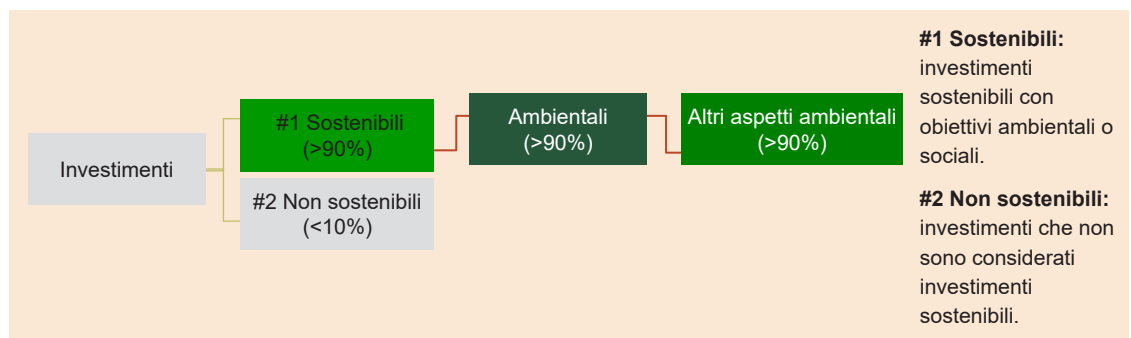 Investimenti
#1 Sostenibili
(>90%)
#2 Non sostenibili
(<10%)
Ambientali
(>90%)
Altri aspetti ambientali
(>90%)
#1 Sostenibili:
investimenti
sostenibili con
obiettivi ambientali o
sociali.
#2 Non sostenibili:
investimenti che non
sono considerati
investimenti
sostenibili.